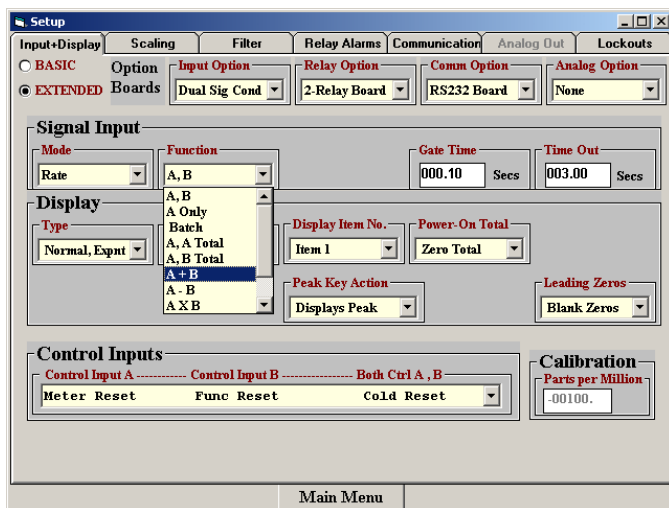 Setup
Input+Display Scaling Filter Relay Alarms Communication Analog Out Lockouts
BASIC
EXTENDED
Option Boards
Input Option Relay Option Comm Option Analog Option
Dual Sig Cond 2-Relay Board RS232 Board None
Signal Input
Mode Function Gate Time Time Out
Rate A, B 000.10 Secs 003.00 Secs
A, B
A Only
Batch
A, A Total
A, B Total
A + B
A - B
A X B
Display
Type Display Item No. Power-On Total
Normal, Expnt Item 1 Zero Total
Peak Key Action Leading Zeros
Displays Peak Blank Zeros
Control Inputs
Control Input A ----------- Control Input B ---------------- Both Ctrl A , B
Meter Reset Func Reset Cold Reset
Calibration
Parts per Million
-00100.
Main Menu